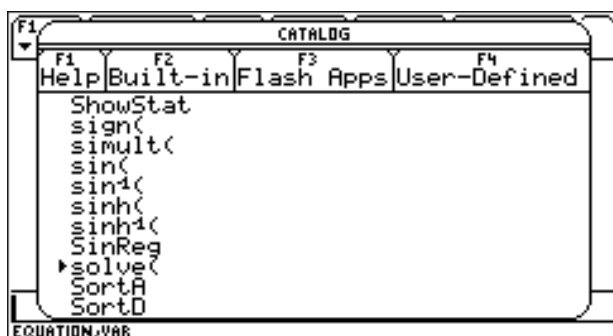 F1
CATALOG
F1 F2 F3 F4
Help Built-in Flash Apps User-Defined
ShowStat
sign(
simult(
sin(
sin⁻¹(
sinh(
sinh⁻¹(
SinReg
▶solve(
SortA
SortD
EQUATION,VAR